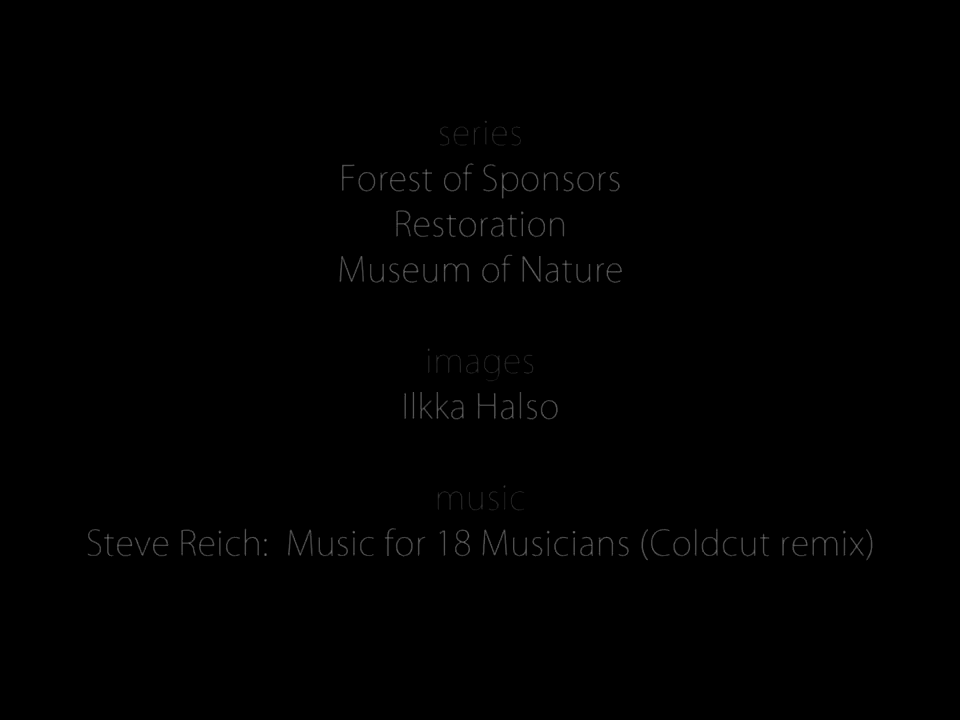 series
Forest of Sponsors
Restoration
Museum of Nature
images
Ilkka Halso
music
Steve Reich:  Music for 18 Musicians (Coldcut remix)